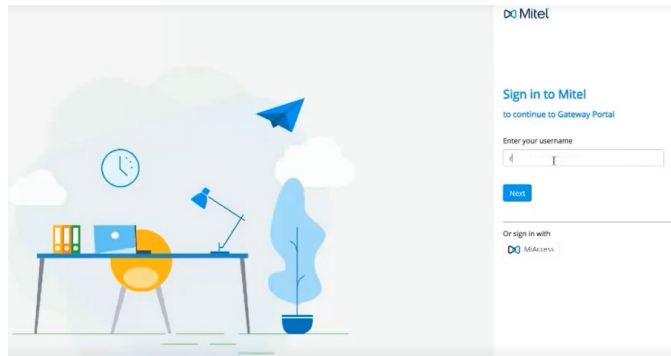 Mitel
Sign in to Mitel
to continue to Gateway Portal
Enter your username
Next
Or sign in with
MiAccess